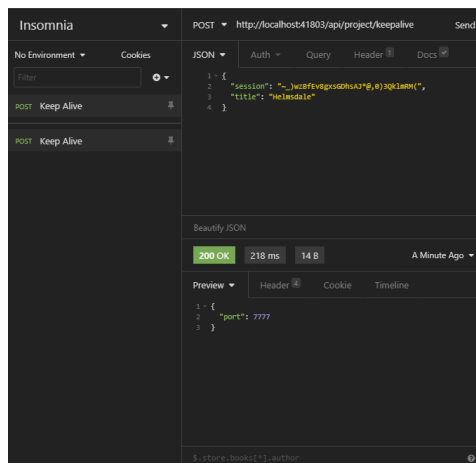 Insomnia
POST http://localhost:41803/api/project/keepalive Send
No Environment Cookies
JSON Auth Query Header 1 Docs
Filter
POST Keep Alive
POST Keep Alive
1 {
2 "session": "~_)wzBfEv8gxsGDhsAJ*@,0)3QklmRM(",
3 "title": "Helmsdale"
4 }
Beautify JSON
200 OK 218 ms 14 B A Minute Ago
Preview Header 4 Cookie Timeline
1 {
2 "port": 7777
3 }
$.store.books[*].author